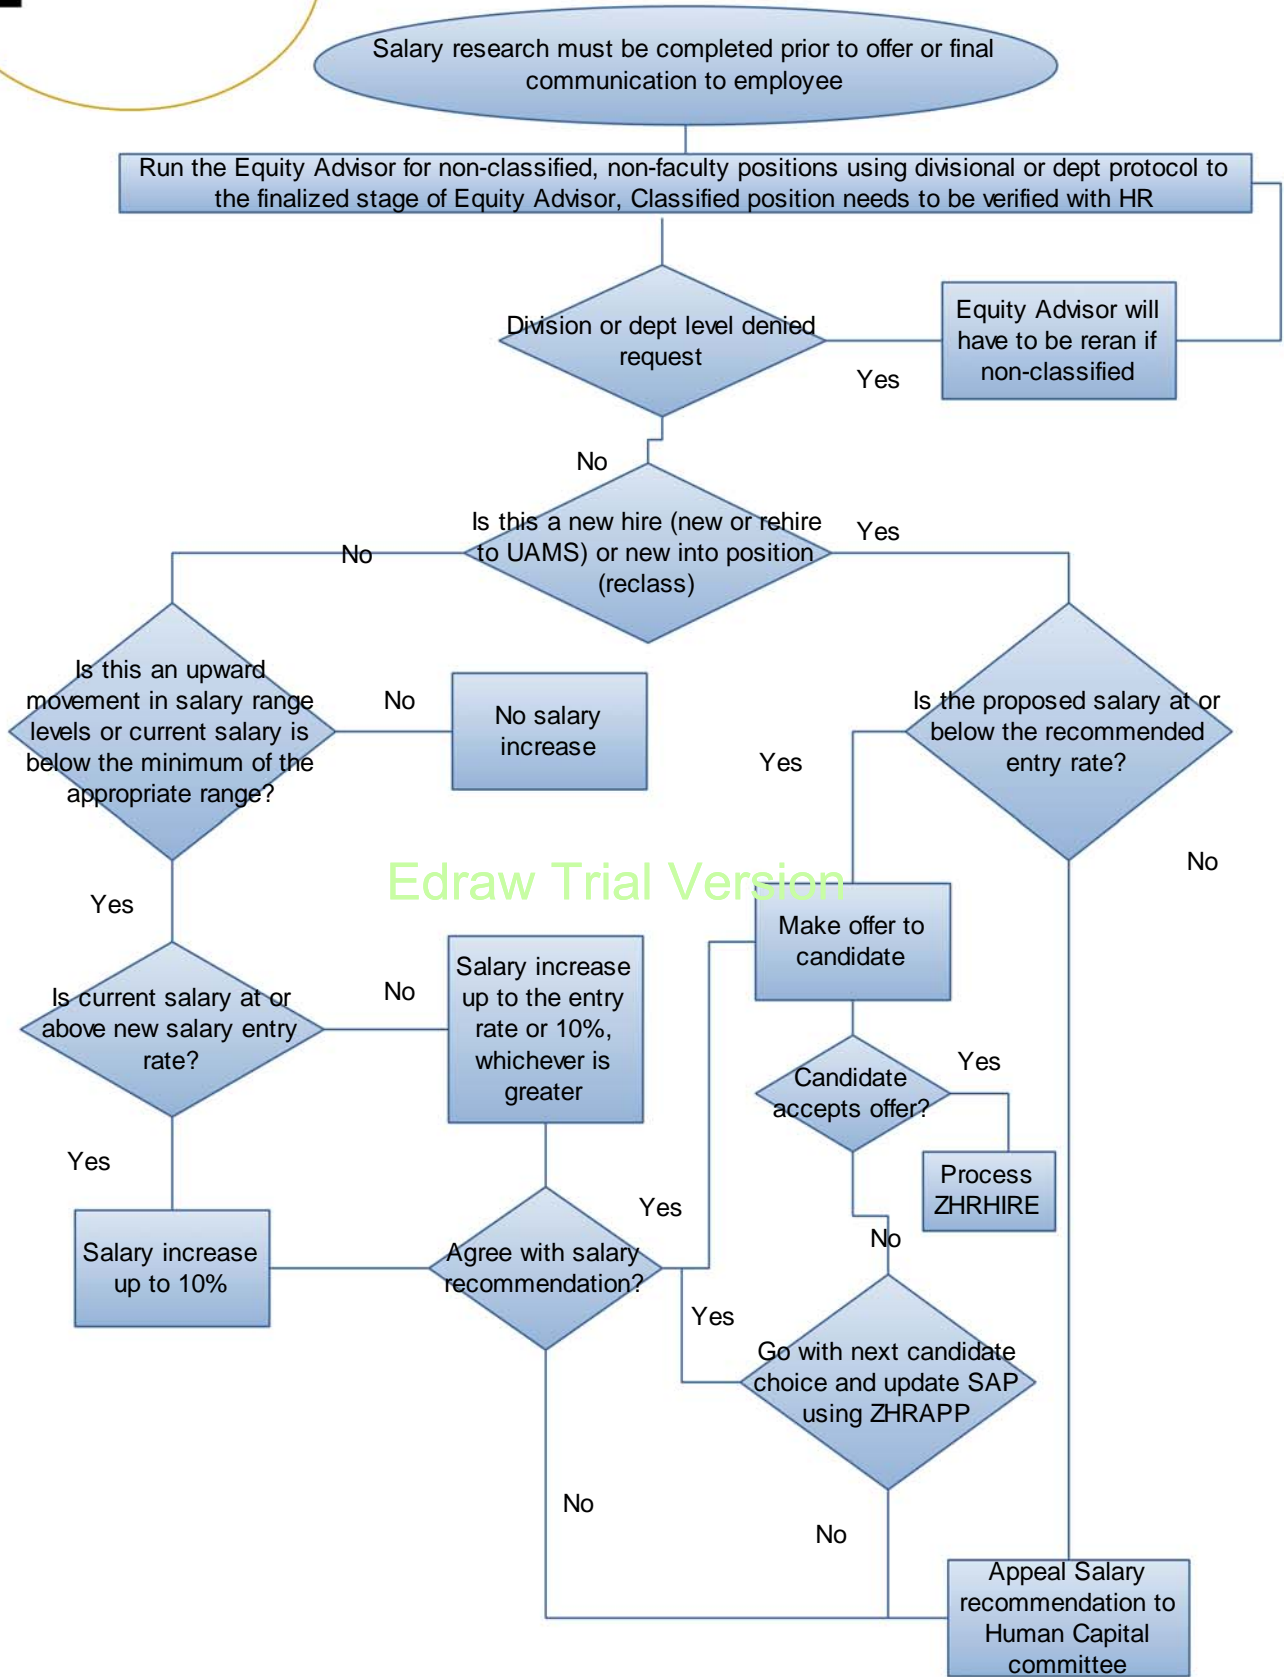 Salary research must be completed prior to offer or final
communication to employee
Run the Equity Advisor for non-classified, non-faculty positions using divisional or dept protocol to
the finalized stage of Equity Advisor, Classified position needs to be verified with HR
Division or dept level denied
request
Yes
Equity Advisor will
have to be reran if
non-classified
No
Is this a new hire (new or rehire
to UAMS) or new into position
(reclass)
No
Yes
Is this an upward
movement in salary range
levels or current salary is
below the minimum of the
appropriate range?
No
No salary
increase
Is the proposed salary at or
below the recommended
entry rate?
Yes
No
Edraw Trial Version
Yes
Make offer to
candidate
Is current salary at or
above new salary entry
rate?
No
Salary increase
up to the entry
rate or 10%,
whichever is
greater
Candidate
accepts offer?
Yes
Process
ZHRHIRE
Yes
Salary increase
up to 10%
Agree with salary
recommendation?
Yes
No
Yes
Go with next candidate
choice and update SAP
using ZHRAPP
No
No
Appeal Salary
recommendation to
Human Capital
committee